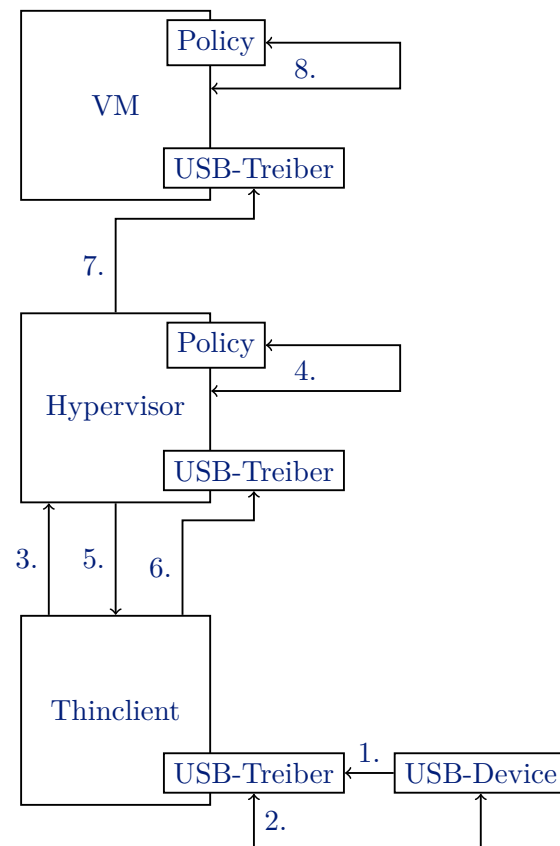 Policy
8.
VM
USB-Treiber
7.
Policy
4.
Hypervisor
USB-Treiber
3.
5.
6.
Thinclient
1.
USB-Treiber
USB-Device
2.